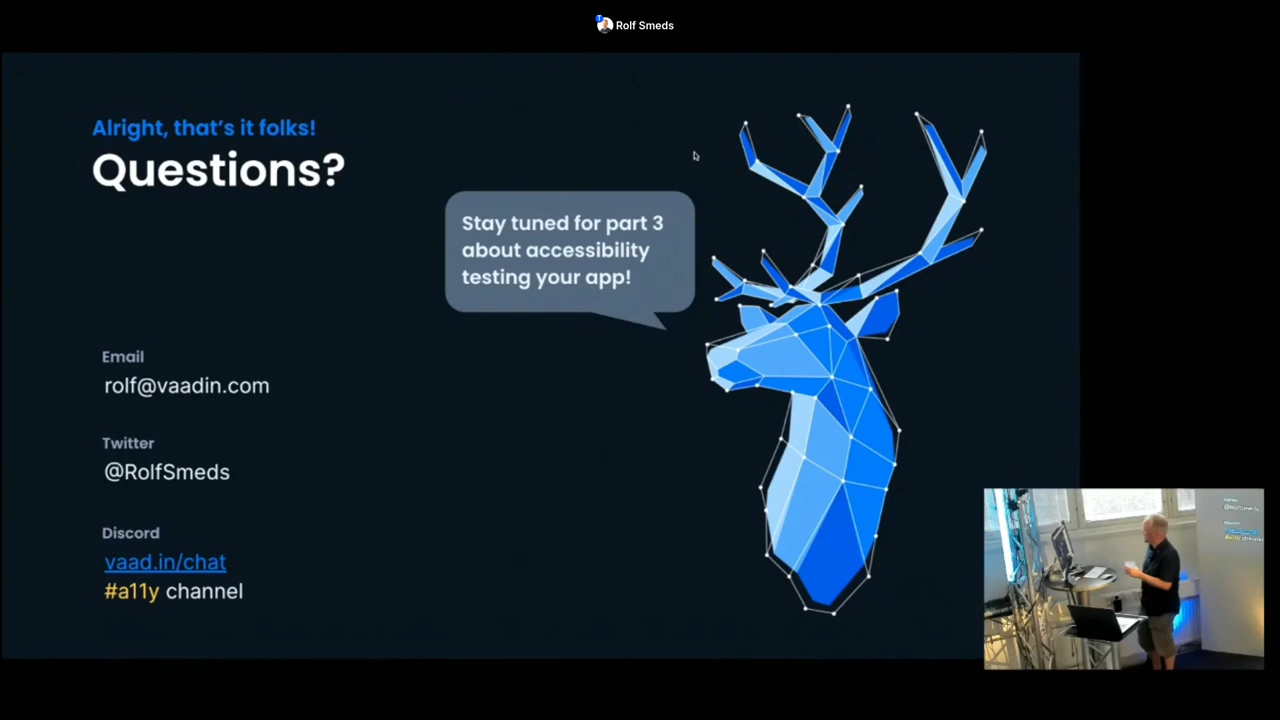 Rolf Smeds
Alright, that's it folks!
Questions?
Stay tuned for part 3
about accessibility
testing your app!
Email
rolf@vaadin.com
Twitter
@RolfSmeds
Discord
vaad.in/chat
#a11y channel